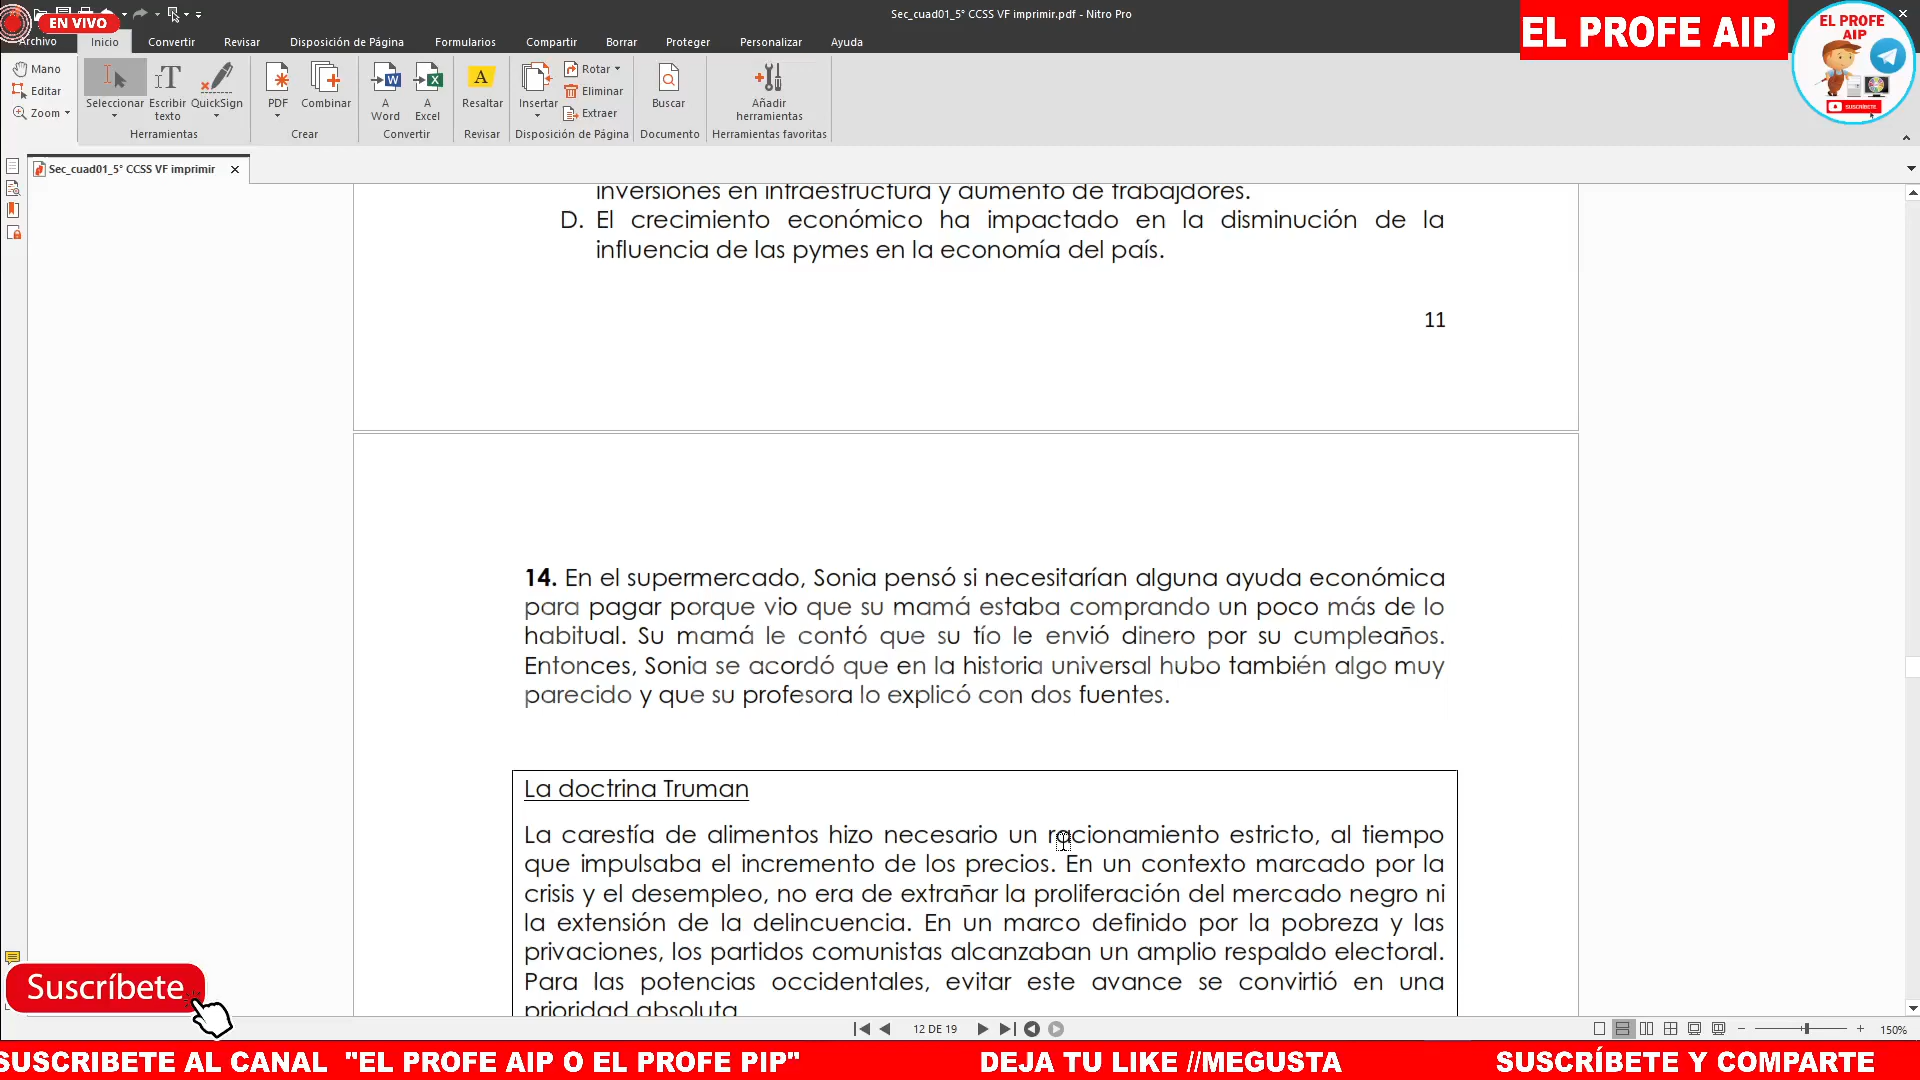 EN VIVO
Sec_cuad01_5° CCSS VF imprimir.pdf - Nitro Pro
EL PROFE AIP
EL PROFE
AIP
SUSCRÍBETE
Archivo Inicio Convertir Revisar Disposición de Página Formularios Compartir Borrar Proteger Personalizar Ayuda
Mano
Editar
Zoom
Seleccionar
Escribir texto
QuickSign
Herramientas
PDF
Combinar
Crear
A Word
A Excel
Convertir
Resaltar
Revisar
Insertar
Rotar
Eliminar
Extraer
Disposición de Página
Buscar
Documento
Añadir herramientas
Herramientas favoritas
Sec_cuad01_5° CCSS VF imprimir
inversiones en infraestructura y aumento de trabajdores.
D. El crecimiento económico ha impactado en la disminución de la
influencia de las pymes en la economía del país.
11
14. En el supermercado, Sonia pensó si necesitarían alguna ayuda económica
para pagar porque vio que su mamá estaba comprando un poco más de lo
habitual. Su mamá le contó que su tío le envió dinero por su cumpleaños.
Entonces, Sonia se acordó que en la historia universal hubo también algo muy
parecido y que su profesora lo explicó con dos fuentes.
La doctrina Truman
La carestía de alimentos hizo necesario un racionamiento estricto, al tiempo
que impulsaba el incremento de los precios. En un contexto marcado por la
crisis y el desempleo, no era de extrañar la proliferación del mercado negro ni
la extensión de la delincuencia. En un marco definido por la pobreza y las
privaciones, los partidos comunistas alcanzaban un amplio respaldo electoral.
Para las potencias occidentales, evitar este avance se convirtió en una
prioridad absoluta
Suscríbete
12 DE 19
150%
SUSCRIBETE AL CANAL "EL PROFE AIP O EL PROFE PIP" DEJA TU LIKE //MEGUSTA SUSCRÍBETE Y COMPARTE